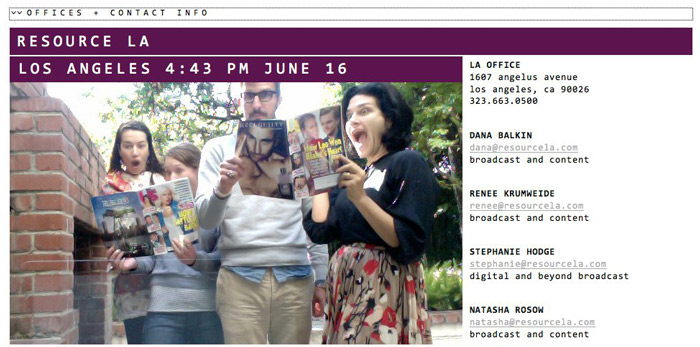 OFFICES + CONTACT INFO
RESOURCE LA
LOS ANGELES 4:43 PM JUNE 16
LA OFFICE
1607 angelus avenue
los angeles, ca 90026
323.663.0500
DANA BALKIN
dana@resourcela.com
broadcast and content
RENEE KRUMWEIDE
renee@resourcela.com
broadcast and content
STEPHANIE HODGE
stephanie@resourcela.com
digital and beyond broadcast
NATASHA ROSOW
natasha@resourcela.com
broadcast and content